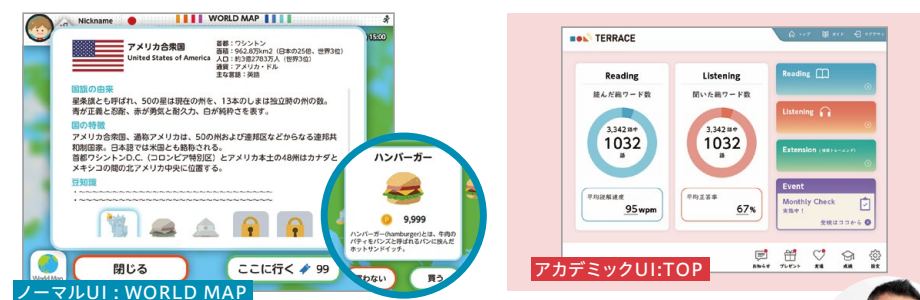 Nickname
WORLD MAP
15:00
アメリカ合衆国
United States of America
首都：ワシントン
面積：962.8万km2（日本の25倍、世界3位）
人口：約3億2783万人（世界3位）
通貨：アメリカ・ドル
主な言語：英語
国旗の由来
星条旗とも呼ばれ、50の星は現在の州を、13本のしまは独立時の州の数。
青が正義と忍耐、赤が勇気と耐久力、白が純粋さを表す。
国の特徴
アメリカ合衆国、通称アメリカは、50の州および連邦区などからなる連邦共
和制国家。日本語では米国とも略称される。
首都ワシントンD.C.（コロンビア特別区）とアメリカ本土の48州はカナダと
メキシコの間の北アメリカ中央に位置する。
豆知識
閉じる
ここに行く 99
World Map
ハンバーガー
P 9,999
ハンバーガー(hamburger)とは、牛肉の
パティをバンズと呼ばれるパンに挟んだ
ホットサンドイッチ。
わない
買う
ノーマルUI：WORLD MAP
TERRACE
トップ
ガイド
ログアウト
Reading
読んだ総ワード数
3,342語中
1032
語
平均読解速度
95 wpm
Listening
聞いた総ワード数
3,342語中
1032
語
平均正答率
67%
Reading
Listening
Extension
Event
Monthly Check
実施中！
受検はココから
お知らせ
プレゼント
友達
成績
設定
アカデミックUI:TOP